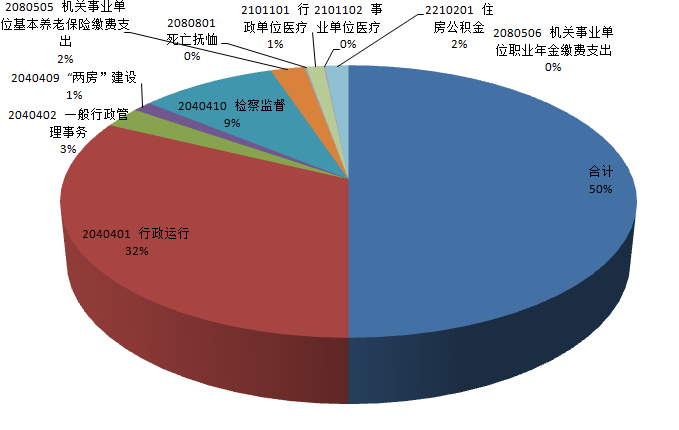 2080505 机关事业单
位基本养老保险缴费支
出
2%
2080801
死亡抚恤
0%
2101101 行
政单位医疗
1%
2101102 事
业单位医疗
0%
2210201 住
房公积金
2%
2080506 机关事业单
位职业年金缴费支出
0%
2040409 “两房”建设
1%
2040402 一般行政管
理事务
3%
2040410 检察监督
9%
合计
50%
2040401 行政运行
32%